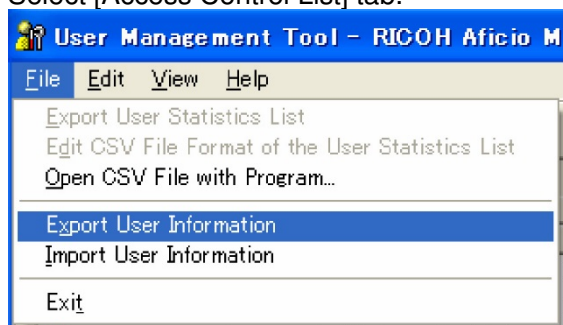 Select [Access Control List] tab.
User Management Tool - RICOH Aficio M
File Edit View Help
Export User Statistics List
Edit CSV File Format of the User Statistics List
Open CSV File with Program...
Export User Information
Import User Information
Exit